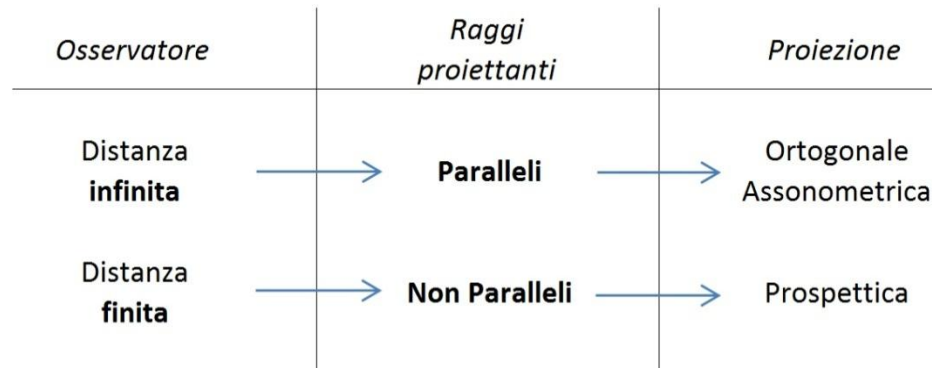 Osservatore
Raggi
proiettanti
Proiezione
Distanza
infinita
Paralleli
Ortogonale
Assonometrica
Distanza
finita
Non Paralleli
Prospettica